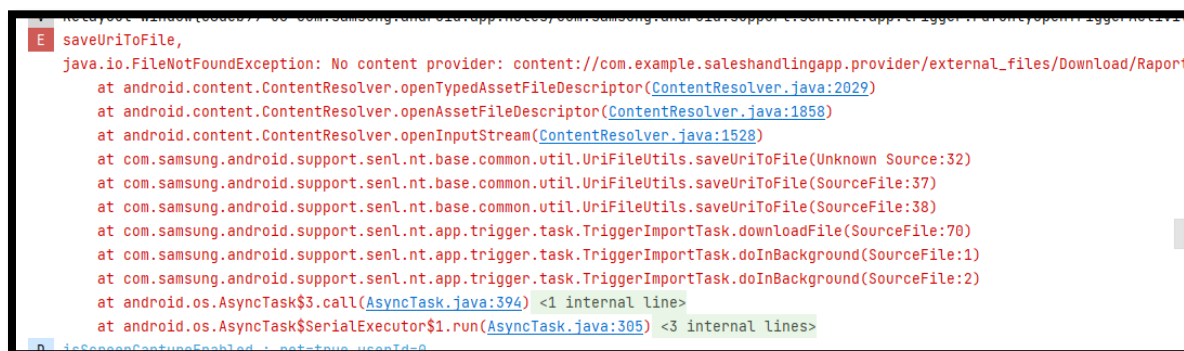 E saveUriToFile,
java.io.FileNotFoundException: No content provider: content://com.example.saleshandlingapp.provider/external_files/Download/Raport
at android.content.ContentResolver.openTypedAssetFileDescriptor(ContentResolver.java:2029)
at android.content.ContentResolver.openAssetFileDescriptor(ContentResolver.java:1858)
at android.content.ContentResolver.openInputStream(ContentResolver.java:1528)
at com.samsung.android.support.senl.nt.base.common.util.UriFileUtils.saveUriToFile(Unknown Source:32)
at com.samsung.android.support.senl.nt.base.common.util.UriFileUtils.saveUriToFile(SourceFile:37)
at com.samsung.android.support.senl.nt.base.common.util.UriFileUtils.saveUriToFile(SourceFile:38)
at com.samsung.android.support.senl.nt.app.trigger.task.TriggerImportTask.downloadFile(SourceFile:70)
at com.samsung.android.support.senl.nt.app.trigger.task.TriggerImportTask.doInBackground(SourceFile:1)
at com.samsung.android.support.senl.nt.app.trigger.task.TriggerImportTask.doInBackground(SourceFile:2)
at android.os.AsyncTask$3.call(AsyncTask.java:394) <1 internal line>
at android.os.AsyncTask$SerialExecutor$1.run(AsyncTask.java:305) <3 internal lines>